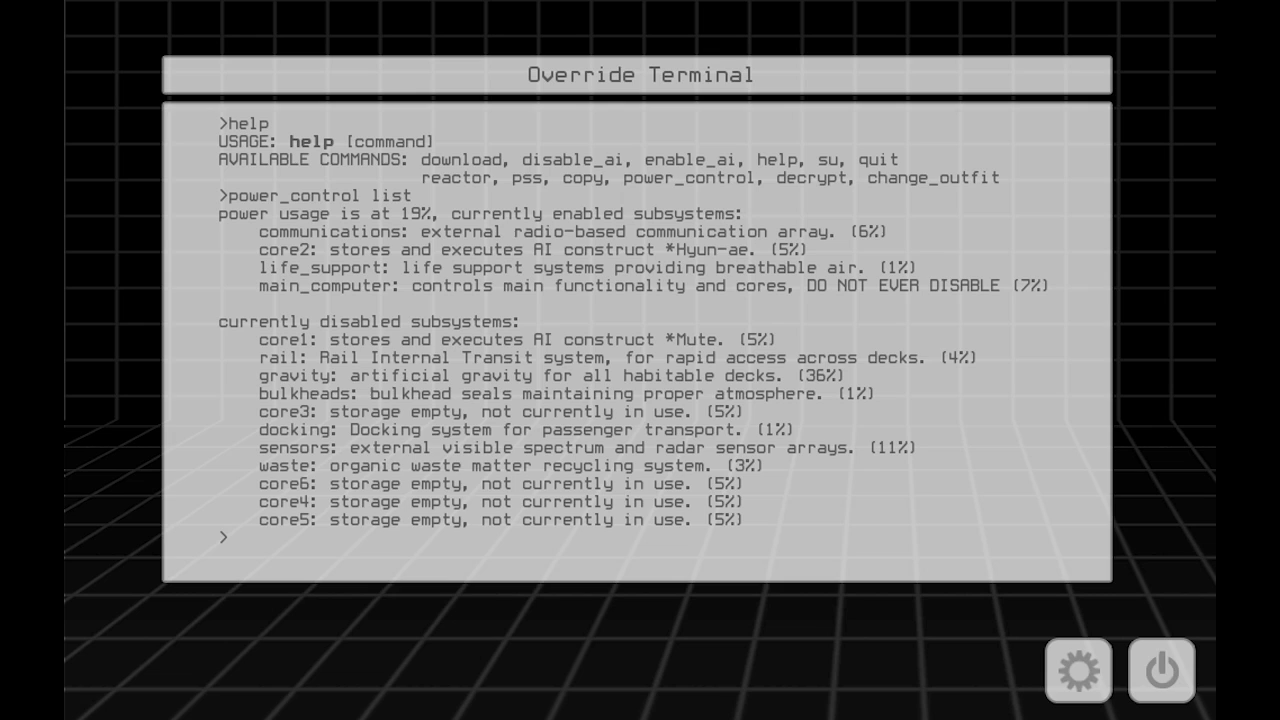 Override Terminal
>help
USAGE: help [command]
AVAILABLE COMMANDS: download, disable_ai, enable_ai, help, su, quit
reactor, pss, copy, power_control, decrypt, change_outfit
>power_control list
power usage is at 19%, currently enabled subsystems:
communications: external radio-based communication array. (6%)
core2: stores and executes AI construct *Hyun-ae. (5%)
life_support: life support systems providing breathable air. (1%)
main_computer: controls main functionality and cores, DO NOT EVER DISABLE (7%)
currently disabled subsystems:
core1: stores and executes AI construct *Mute. (5%)
rail: Rail Internal Transit system, for rapid access across decks. (4%)
gravity: artificial gravity for all habitable decks. (36%)
bulkheads: bulkhead seals maintaining proper atmosphere. (1%)
core3: storage empty, not currently in use. (5%)
docking: Docking system for passenger transport. (1%)
sensors: external visible spectrum and radar sensor arrays. (11%)
waste: organic waste matter recycling system. (3%)
core6: storage empty, not currently in use. (5%)
core4: storage empty, not currently in use. (5%)
core5: storage empty, not currently in use. (5%)
>